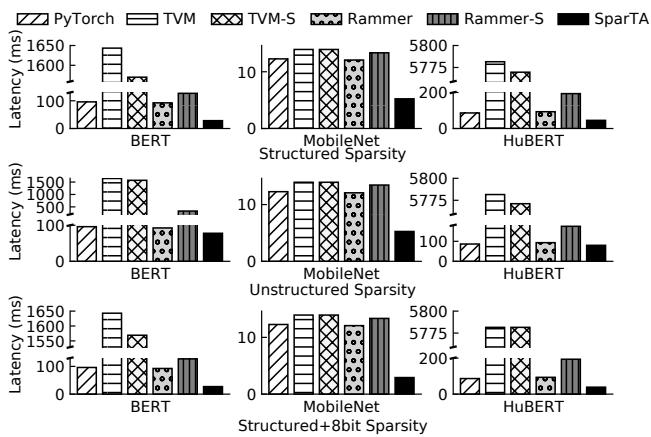 PyTorch TVM TVM-S Rammer Rammer-S SparTA
Latency (ms)
1650
1600
100
0
BERT
10
0
MobileNet
5800
5775
200
0
HuBERT
Structured Sparsity
Latency (ms)
1500
1000
500
100
0
BERT
10
0
MobileNet
5800
5775
100
0
HuBERT
Unstructured Sparsity
Latency (ms)
1650
1600
1550
100
0
BERT
10
0
MobileNet
5800
5775
200
0
HuBERT
Structured+8bit Sparsity